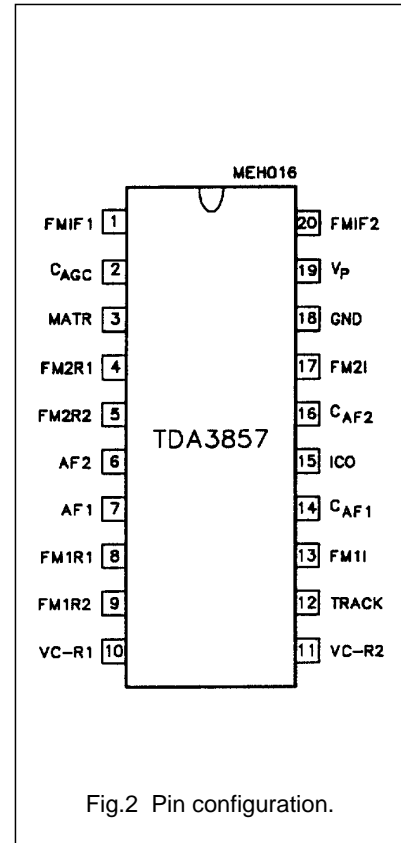 MEH016
FMIF1 1
20 FMIF2
CAGC 2
19 VP
MATR 3
18 GND
FM2R1 4
17 FM2I
FM2R2 5
16 CAF2
TDA3857
AF2 6
15 ICO
AF1 7
14 CAF1
FM1R1 8
13 FM1I
FM1R2 9
12 TRACK
VC-R1 10
11 VC-R2
Fig.2 Pin configuration.